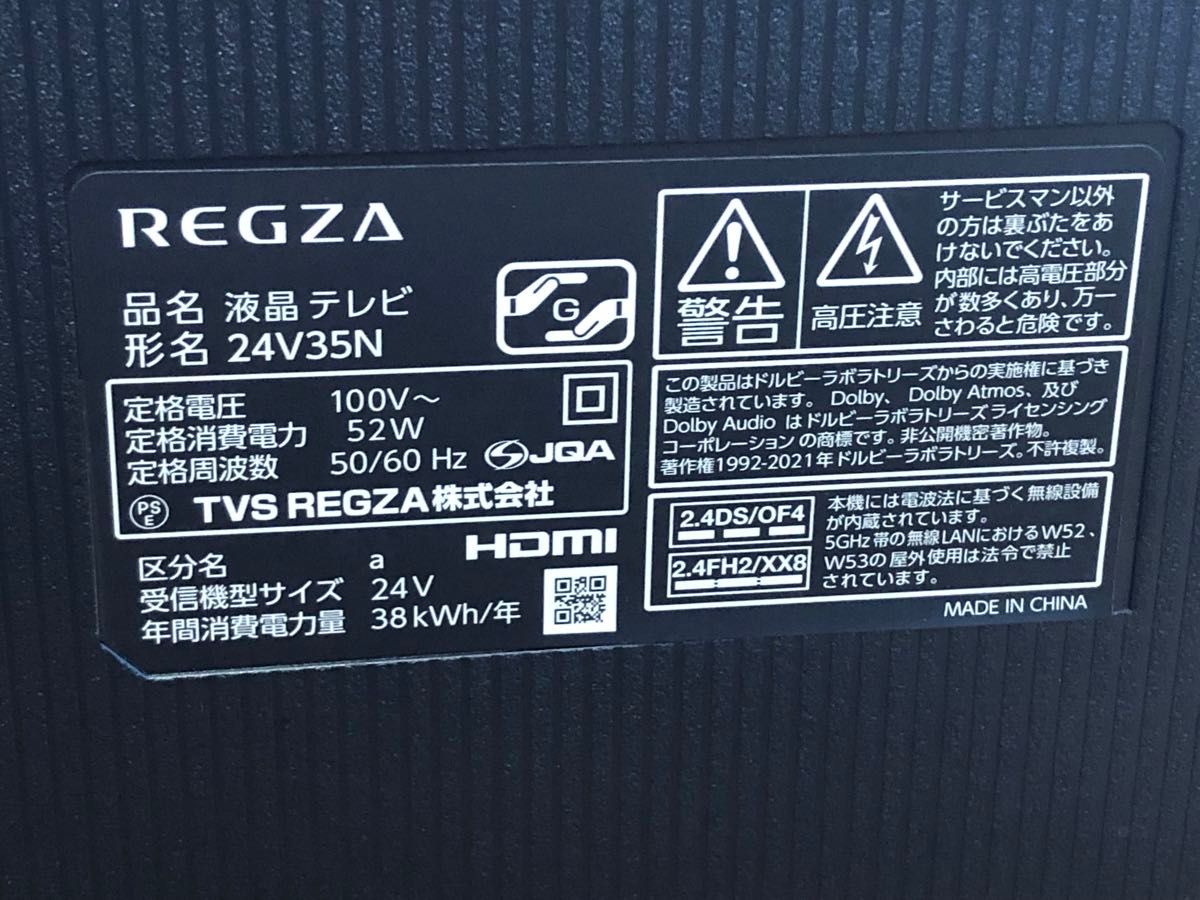 REGZA
品名 液晶テレビ
形名 24V35N
G
定格電圧 100V～
定格消費電力 52W
定格周波数 50/60 Hz
JQA
PS
E
TVS REGZA株式会社
HDMI
区分名 a
受信機型サイズ 24V
年間消費電力量 38kWh/年
警告
高圧注意
サービスマン以外
の方は裏ぶたをあ
けないでください。
内部には高電圧部分
が数多くあり、万一
さわると危険です。
この製品はドルビーラボラトリーズからの実施権に基づき
製造されています。Dolby、Dolby Atmos、及び
Dolby Audio はドルビーラボラトリーズライセンシング
コーポレーションの商標です。非公開機密著作物。
著作権1992-2021年ドルビーラボラトリーズ。不許複製。
2.4DS/OF4
2.4FH2/XX8
本機には電波法に基づく無線設備
が内蔵されています。
5GHz帯の無線LANにおけるW52、
W53の屋外使用は法令で禁止
されています。
MADE IN CHINA